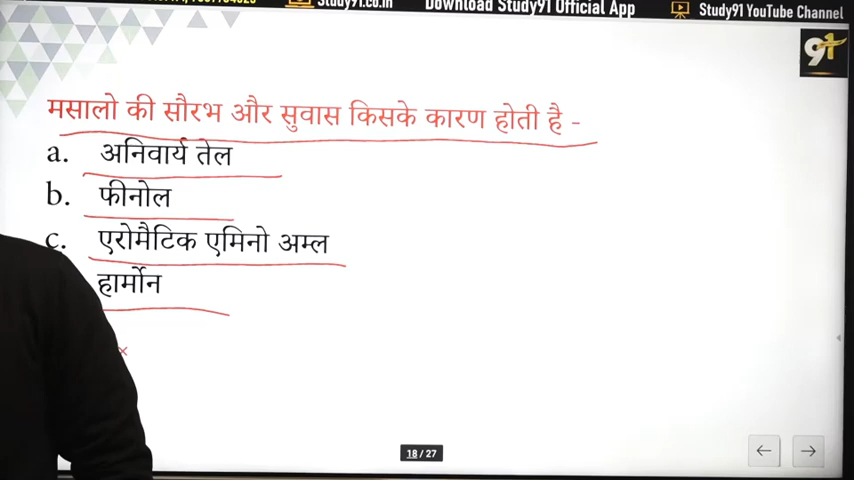 Study91.co.in
Download Study91 Official App
Study91 YouTube Channel
91
मसालो की सौरभ और सुवास किसके कारण होती है -
a. अनिवार्य तेल
b. फीनोल
c. एरोमैटिक एमिनो अम्ल
हार्मोन
18 / 27